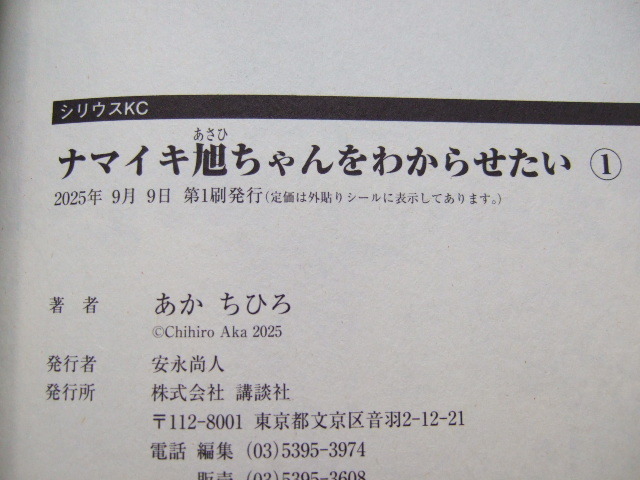 シリウスKC
あさひ
ナマイキ旭ちゃんをわからせたい ①
2025年 9月 9日 第1刷発行(定価は外貼りシールに表示してあります。)
著 者 あか ちひろ
©Chihiro Aka 2025
発行者 安永尚人
発行所 株式会社 講談社
〒112-8001 東京都文京区音羽2-12-21
電話 編集 (03)5395-3974
販売 (03)5395-3608